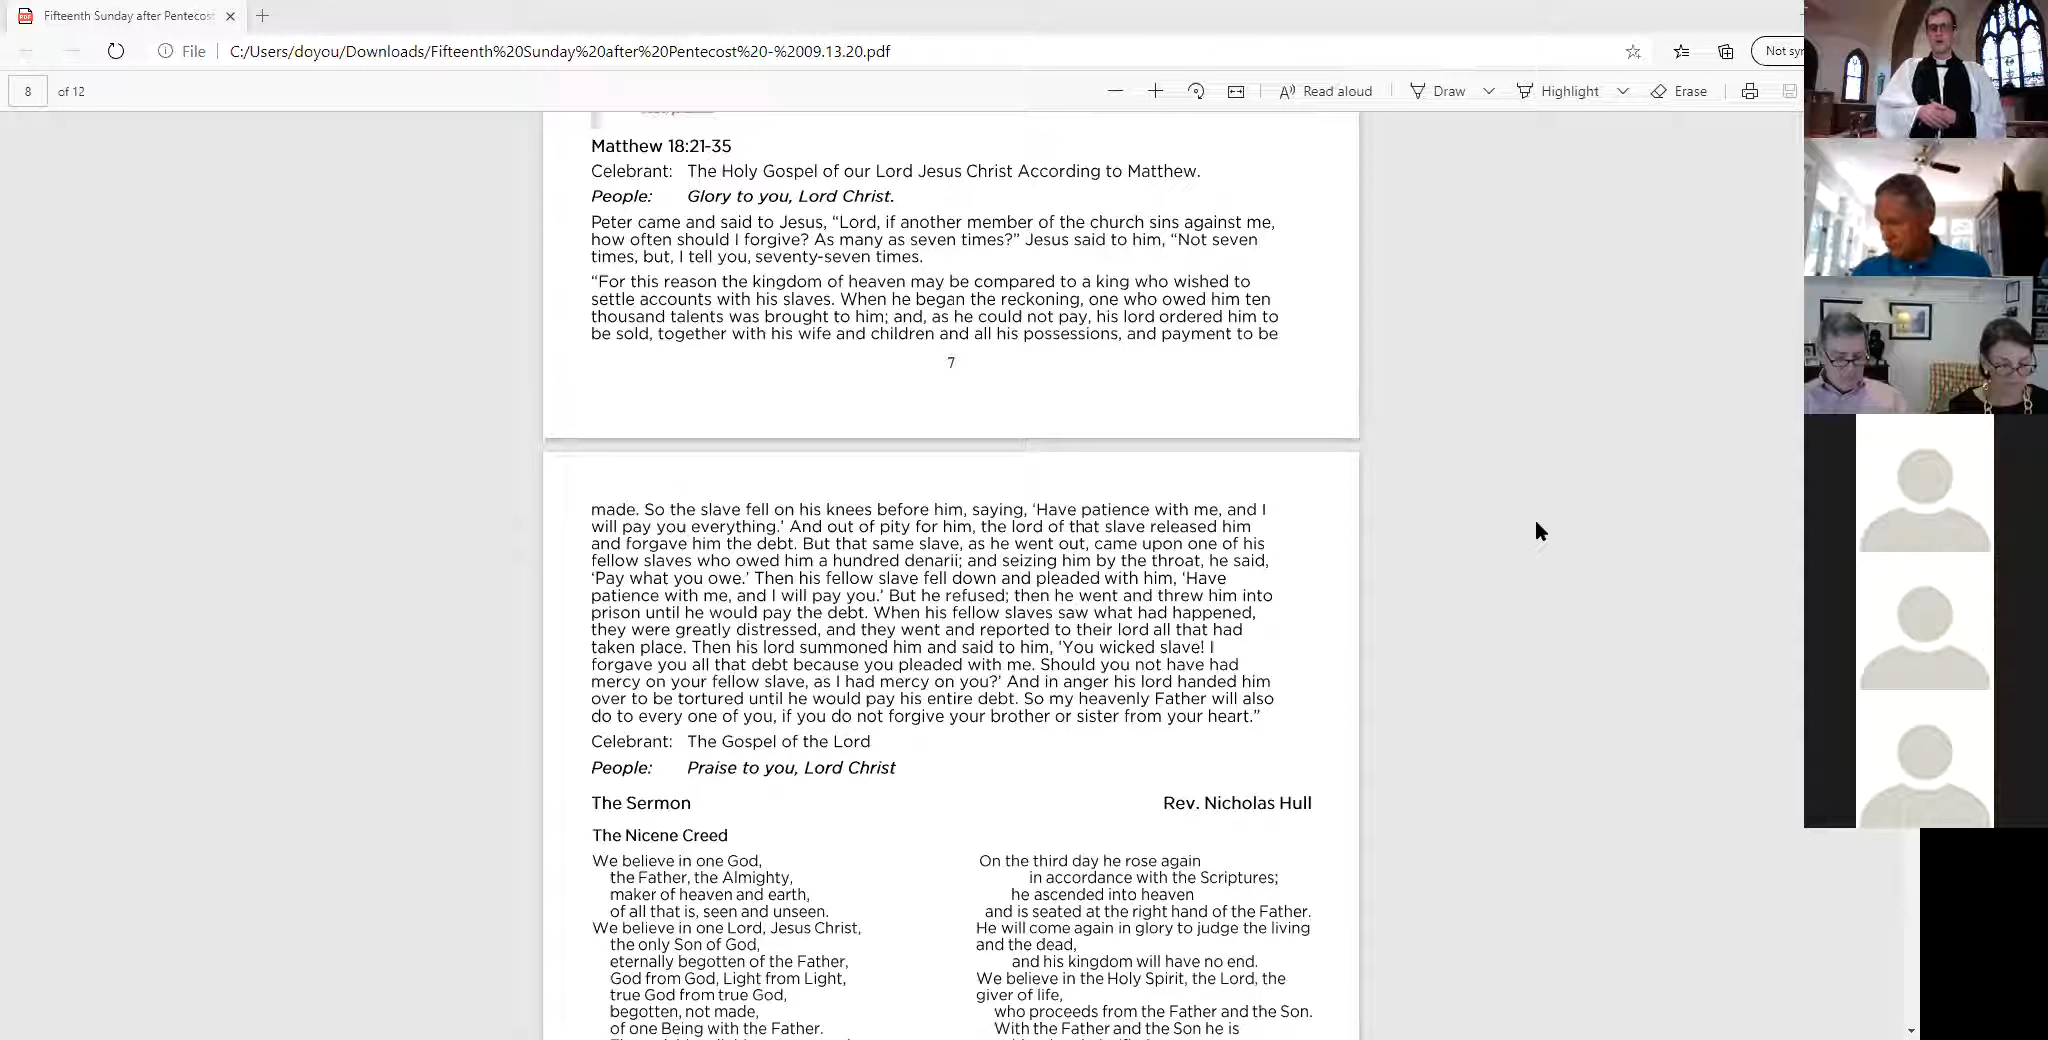 Fifteenth Sunday after Pentecost
File
C:/Users/doyou/Downloads/Fifteenth%20Sunday%20after%20Pentecost%20-%2009.13.20.pdf
Not syn
8 of 12
Read aloud
Draw
Highlight
Erase
Matthew 18:21-35
Celebrant: The Holy Gospel of our Lord Jesus Christ According to Matthew.
People: Glory to you, Lord Christ.
Peter came and said to Jesus, “Lord, if another member of the church sins against me,
how often should I forgive? As many as seven times?” Jesus said to him, “Not seven
times, but, I tell you, seventy-seven times.
“For this reason the kingdom of heaven may be compared to a king who wished to
settle accounts with his slaves. When he began the reckoning, one who owed him ten
thousand talents was brought to him; and, as he could not pay, his lord ordered him to
be sold, together with his wife and children and all his possessions, and payment to be
7
made. So the slave fell on his knees before him, saying, ‘Have patience with me, and I
will pay you everything.’ And out of pity for him, the lord of that slave released him
and forgave him the debt. But that same slave, as he went out, came upon one of his
fellow slaves who owed him a hundred denarii; and seizing him by the throat, he said,
‘Pay what you owe.’ Then his fellow slave fell down and pleaded with him, ‘Have
patience with me, and I will pay you.’ But he refused; then he went and threw him into
prison until he would pay the debt. When his fellow slaves saw what had happened,
they were greatly distressed, and they went and reported to their lord all that had
taken place. Then his lord summoned him and said to him, ‘You wicked slave! I
forgave you all that debt because you pleaded with me. Should you not have had
mercy on your fellow slave, as I had mercy on you?’ And in anger his lord handed him
over to be tortured until he would pay his entire debt. So my heavenly Father will also
do to every one of you, if you do not forgive your brother or sister from your heart.”
Celebrant: The Gospel of the Lord
People: Praise to you, Lord Christ
The Sermon Rev. Nicholas Hull
The Nicene Creed
We believe in one God,
the Father, the Almighty,
maker of heaven and earth,
of all that is, seen and unseen.
We believe in one Lord, Jesus Christ,
the only Son of God,
eternally begotten of the Father,
God from God, Light from Light,
true God from true God,
begotten, not made,
of one Being with the Father.
On the third day he rose again
in accordance with the Scriptures;
he ascended into heaven
and is seated at the right hand of the Father.
He will come again in glory to judge the living
and the dead,
and his kingdom will have no end.
We believe in the Holy Spirit, the Lord, the
giver of life,
who proceeds from the Father and the Son.
With the Father and the Son he is